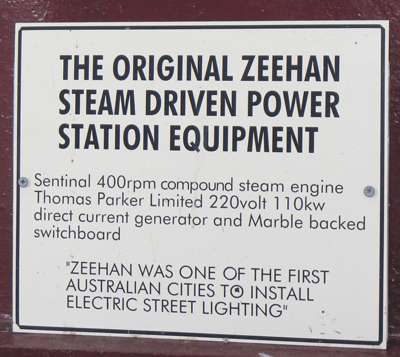 THE ORIGINAL ZEEHAN
STEAM DRIVEN POWER
STATION EQUIPMENT
Sentinal 400rpm compound steam engine
Thomas Parker Limited 220volt 110kw
direct current generator and Marble backed
switchboard
"ZEEHAN WAS ONE OF THE FIRST
AUSTRALIAN CITIES TO INSTALL
ELECTRIC STREET LIGHTING"